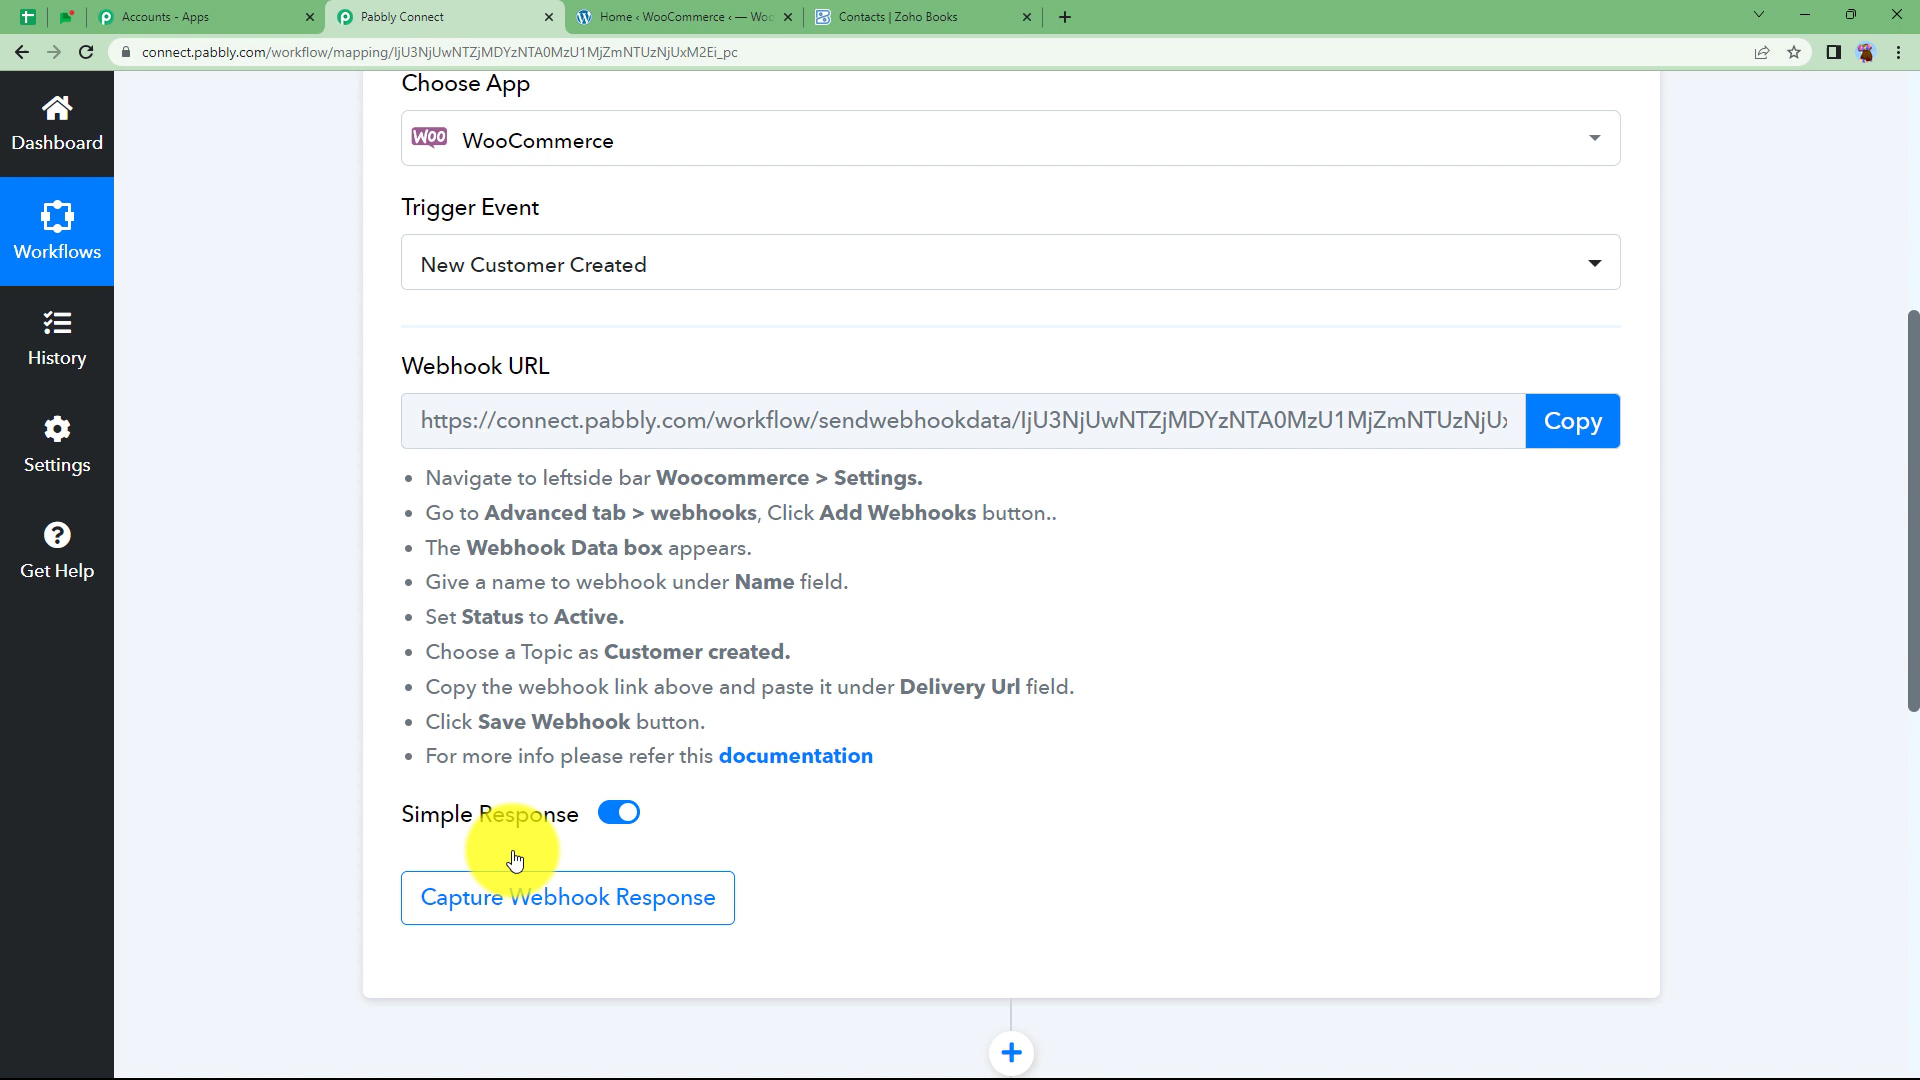 Accounts - Apps
Pabbly Connect
Home ‹ WooCommerce ‹ — Woo
Contacts | Zoho Books
connect.pabbly.com/workflow/mapping/IjU3NjUwNTZjMDYzNTA0MzU1MjZmNTUzNjUxM2Ei_pc
Dashboard
Workflows
History
Settings
Get Help
Choose App
WOO WooCommerce
Trigger Event
New Customer Created
Webhook URL
https://connect.pabbly.com/workflow/sendwebhookdata/IjU3NjUwNTZjMDYzNTA0MzU1MjZmNTUzNjUx
Copy
• Navigate to leftside bar Woocommerce > Settings.
• Go to Advanced tab > webhooks, Click Add Webhooks button..
• The Webhook Data box appears.
• Give a name to webhook under Name field.
• Set Status to Active.
• Choose a Topic as Customer created.
• Copy the webhook link above and paste it under Delivery Url field.
• Click Save Webhook button.
• For more info please refer this documentation
Simple Response
Capture Webhook Response